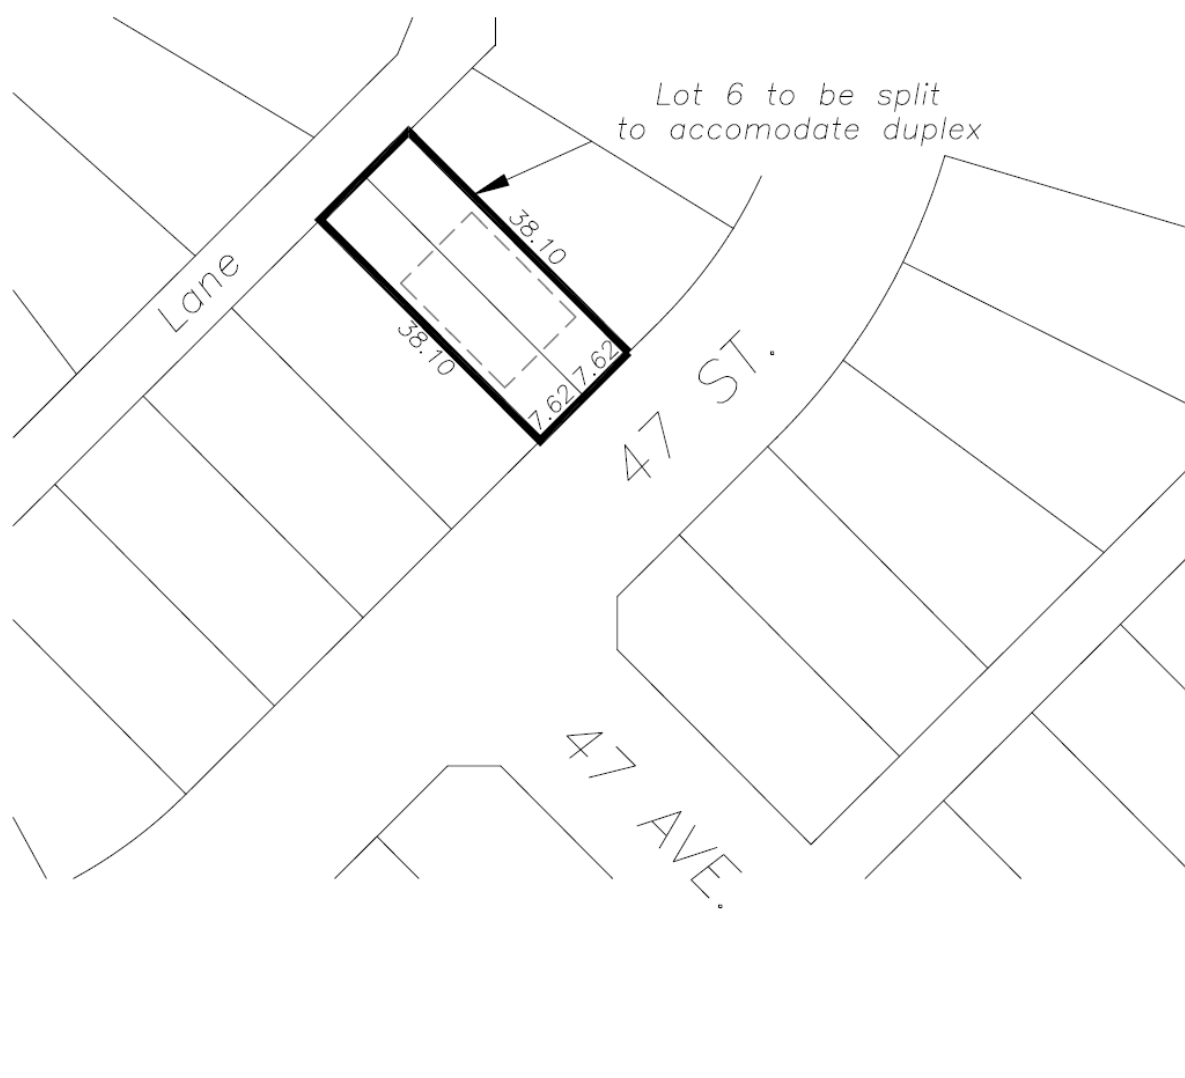 Lot 6 to be split
to accomodate duplex
38.10
Lane
38.10
7.62
7.62
47 ST.
47 AVE.